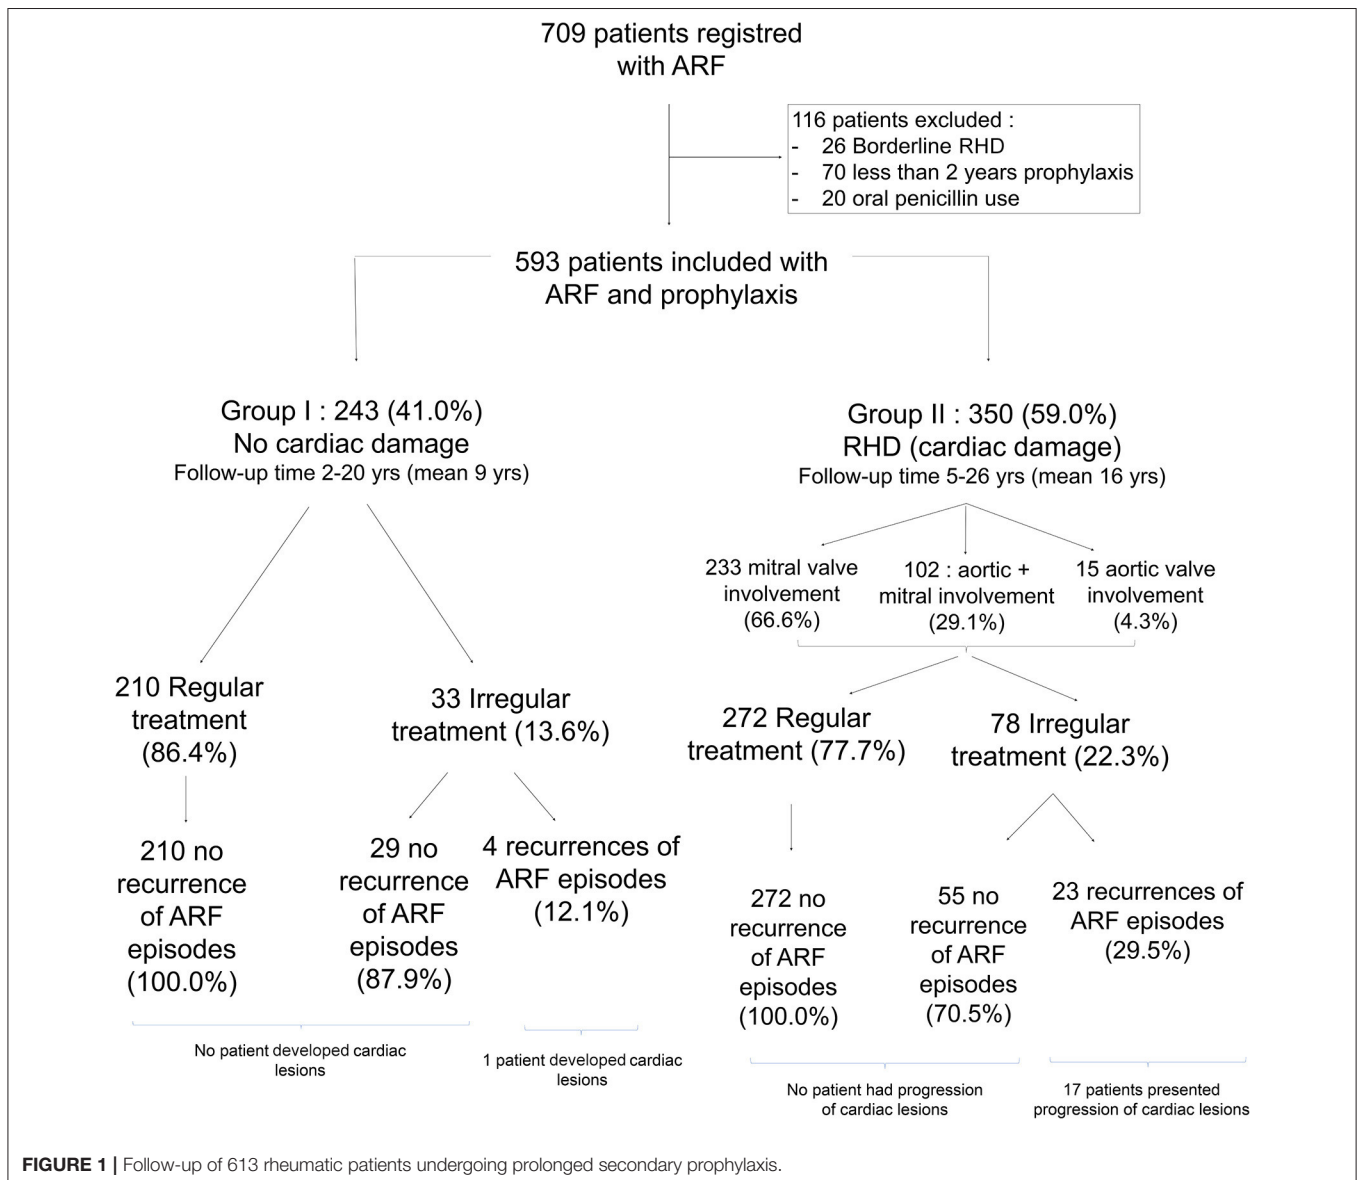 709 patients registred
with ARF
116 patients excluded :
- 26 Borderline RHD
- 70 less than 2 years prophylaxis
- 20 oral penicillin use
593 patients included with
ARF and prophylaxis
Group I : 243 (41.0%)
No cardiac damage
Follow-up time 2-20 yrs (mean 9 yrs)
Group II : 350 (59.0%)
RHD (cardiac damage)
Follow-up time 5-26 yrs (mean 16 yrs)
233 mitral valve
involvement
(66.6%)
102 : aortic +
mitral involvement
(29.1%)
15 aortic valve
involvement
(4.3%)
210 Regular
treatment
(86.4%)
33 Irregular
treatment (13.6%)
272 Regular
treatment (77.7%)
78 Irregular
treatment (22.3%)
210 no
recurrence
of ARF
episodes
(100.0%)
29 no
recurrence
of ARF
episodes
(87.9%)
4 recurrences of
ARF episodes
(12.1%)
272 no
recurrence
of ARF
episodes
(100.0%)
55 no
recurrence
of ARF
episodes
(70.5%)
23 recurrences of
ARF episodes
(29.5%)
No patient developed cardiac
lesions
1 patient developed cardiac
lesions
No patient had progression
of cardiac lesions
17 patients presented
progression of cardiac lesions
FIGURE 1 | Follow-up of 613 rheumatic patients undergoing prolonged secondary prophylaxis.